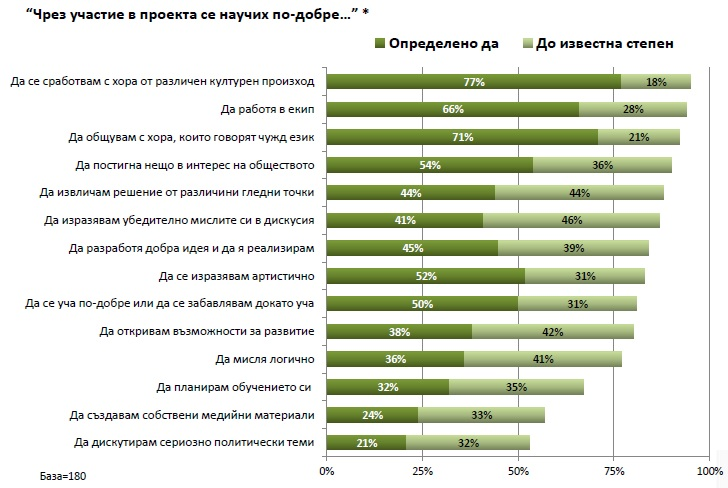 “Чрез участие в проекта се научих по-добре…” *
Определено да До известна степен
Да се сработвам с хора от различен културен произход 77% 18%
Да работя в екип 66% 28%
Да общувам с хора, които говорят чужд език 71% 21%
Да постигна нещо в интерес на обществото 54% 36%
Да извличам решение от различини гледни точки 44% 44%
Да изразявам убедително мислите си в дискусия 41% 46%
Да разработя добра идея и да я реализирам 45% 39%
Да се изразявам артистично 52% 31%
Да се уча по-добре или да се забавлявам докато уча 50% 31%
Да откривам възможности за развитие 38% 42%
Да мисля логично 36% 41%
Да планирам обучението си 32% 35%
Да създавам собствени медийни материали 24% 33%
Да дискутирам сериозно политически теми 21% 32%
0% 25% 50% 75% 100%
База=180